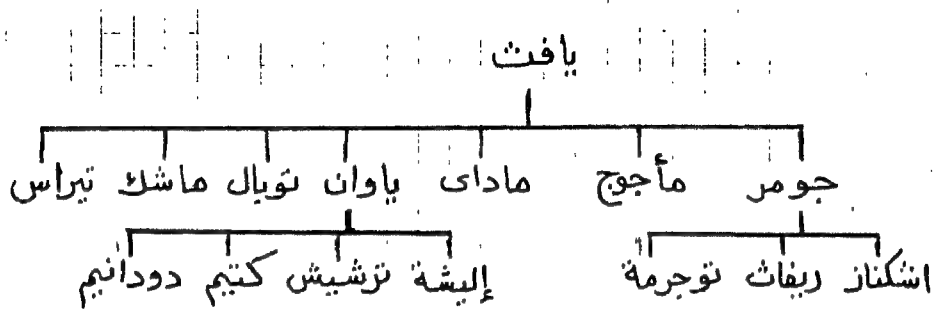 يافث
جومر مأجوج ماداى ياوان توبال ماشك تيراس
اشكناز ريفاث توجرمة إليشة ترشيش كتيم دودانيم